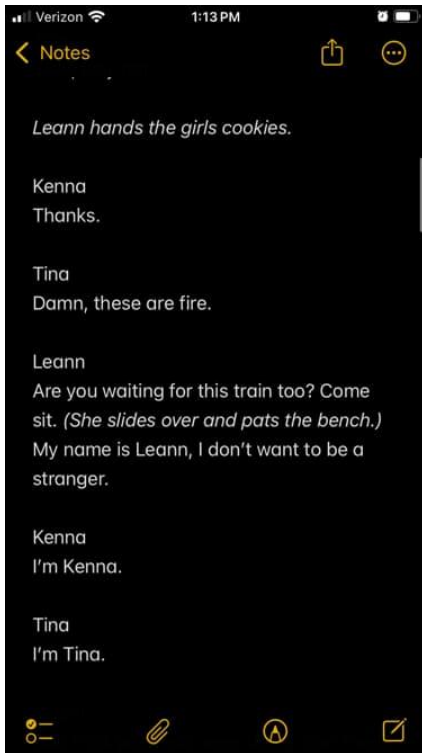 Verizon 1:13 PM
Notes
Leann hands the girls cookies.
Kenna
Thanks.
Tina
Damn, these are fire.
Leann
Are you waiting for this train too? Come
sit. (She slides over and pats the bench.)
My name is Leann, I don’t want to be a
stranger.
Kenna
I’m Kenna.
Tina
I’m Tina.